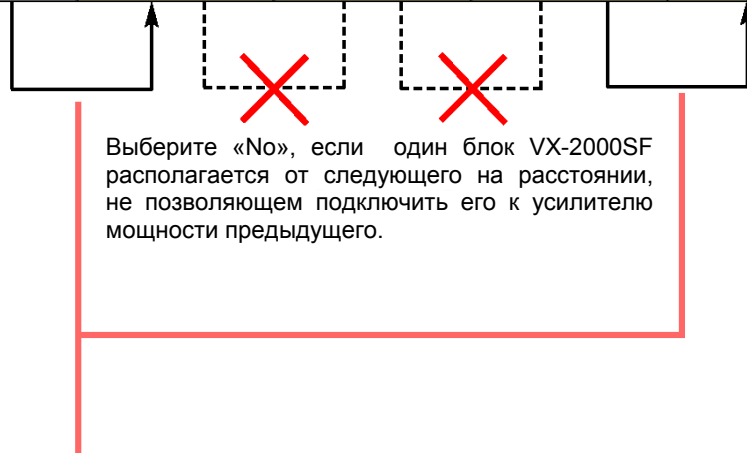 Выберите «No», если один блок VX-2000SF
располагается от следующего на расстоянии,
не позволяющем подключить его к усилителю
мощности предыдущего.